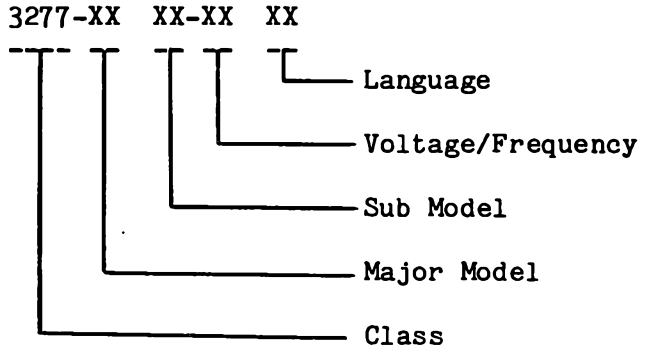 3277-XX XX-XX XX
Language
Voltage/Frequency
Sub Model
Major Model
Class